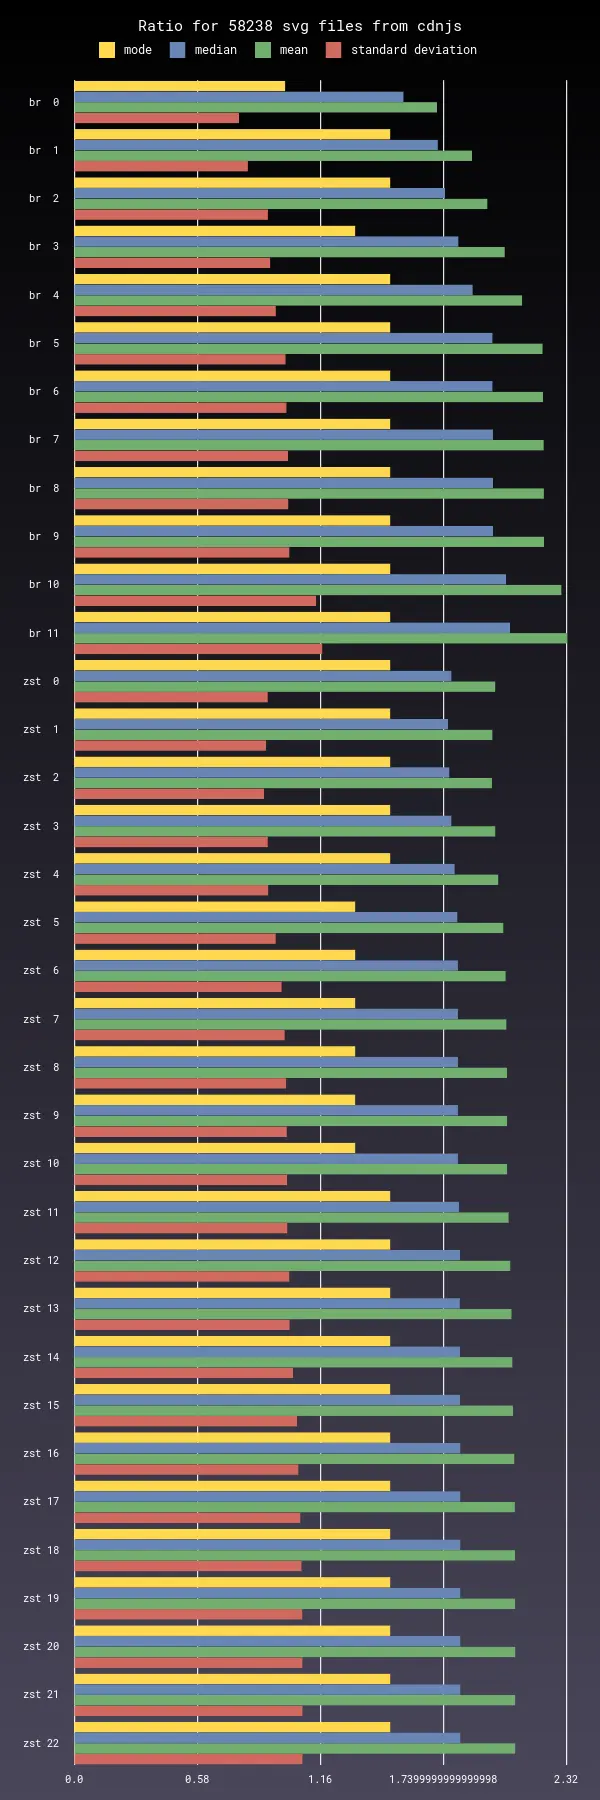 Ratio for 58238 svg files from cdnjs
mode median mean standard deviation
br 0
br 1
br 2
br 3
br 4
br 5
br 6
br 7
br 8
br 9
br 10
br 11
zst 0
zst 1
zst 2
zst 3
zst 4
zst 5
zst 6
zst 7
zst 8
zst 9
zst 10
zst 11
zst 12
zst 13
zst 14
zst 15
zst 16
zst 17
zst 18
zst 19
zst 20
zst 21
zst 22
0.0 0.58 1.16 1.7399999999999998 2.32